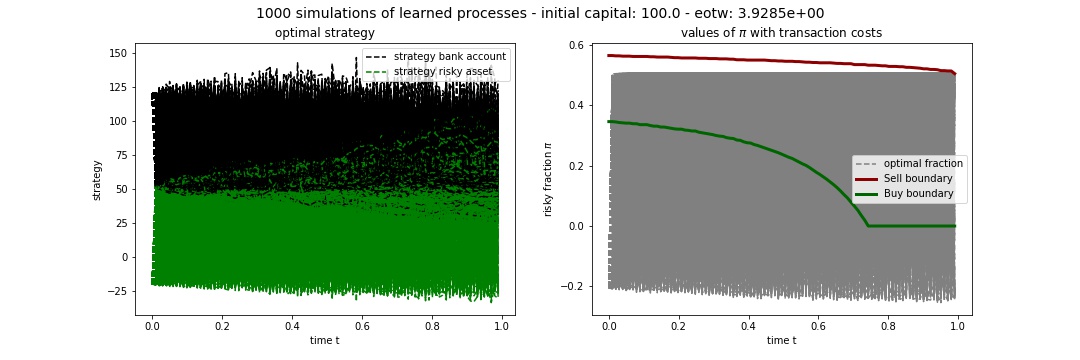 1000 simulations of learned processes - initial capital: 100.0 - eotw: 3.9285e+00
optimal strategy
strategy
150
125
100
75
50
25
0
−25
strategy bank account
strategy risky asset
0.0 0.2 0.4 0.6 0.8 1.0
time t
values of π with transaction costs
risky fraction π
0.6
0.4
0.2
0.0
−0.2
optimal fraction
Sell boundary
Buy boundary
0.0 0.2 0.4 0.6 0.8 1.0
time t